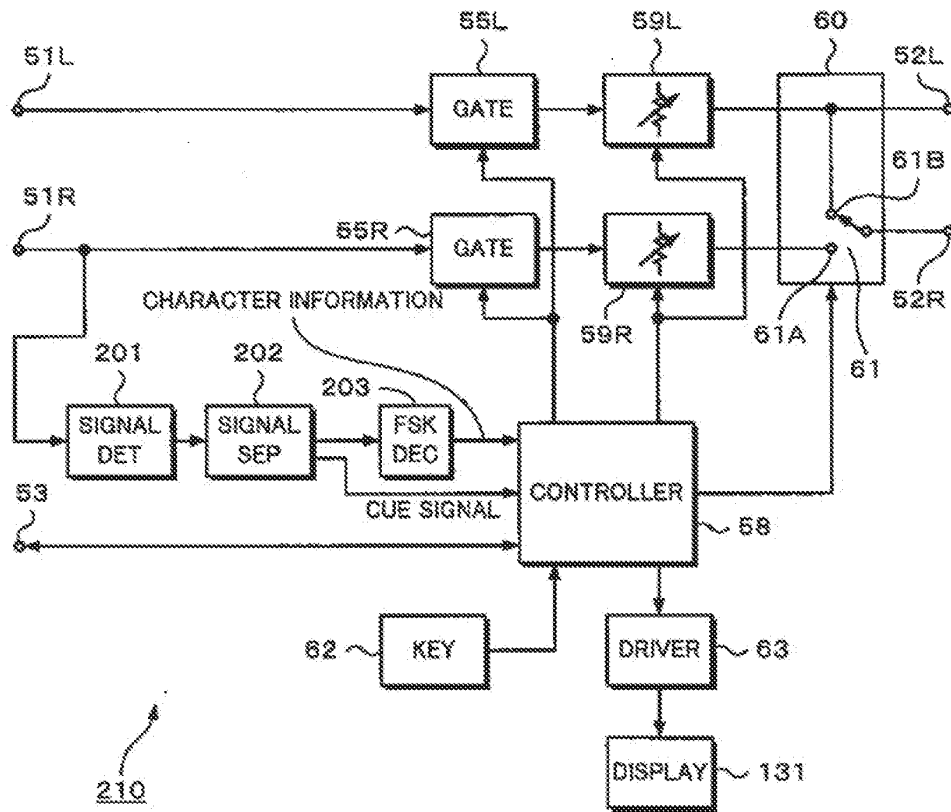 55L
59L
60
51L
52L
GATE
61B
51R
55R
GATE
52R
CHARACTER INFORMATION
59R
61A
61
201
202
203
SIGNAL
DET
SIGNAL
SEP
FSK
DEC
CONTROLLER
CUE SIGNAL
53
58
62
KEY
DRIVER
63
DISPLAY
131
210